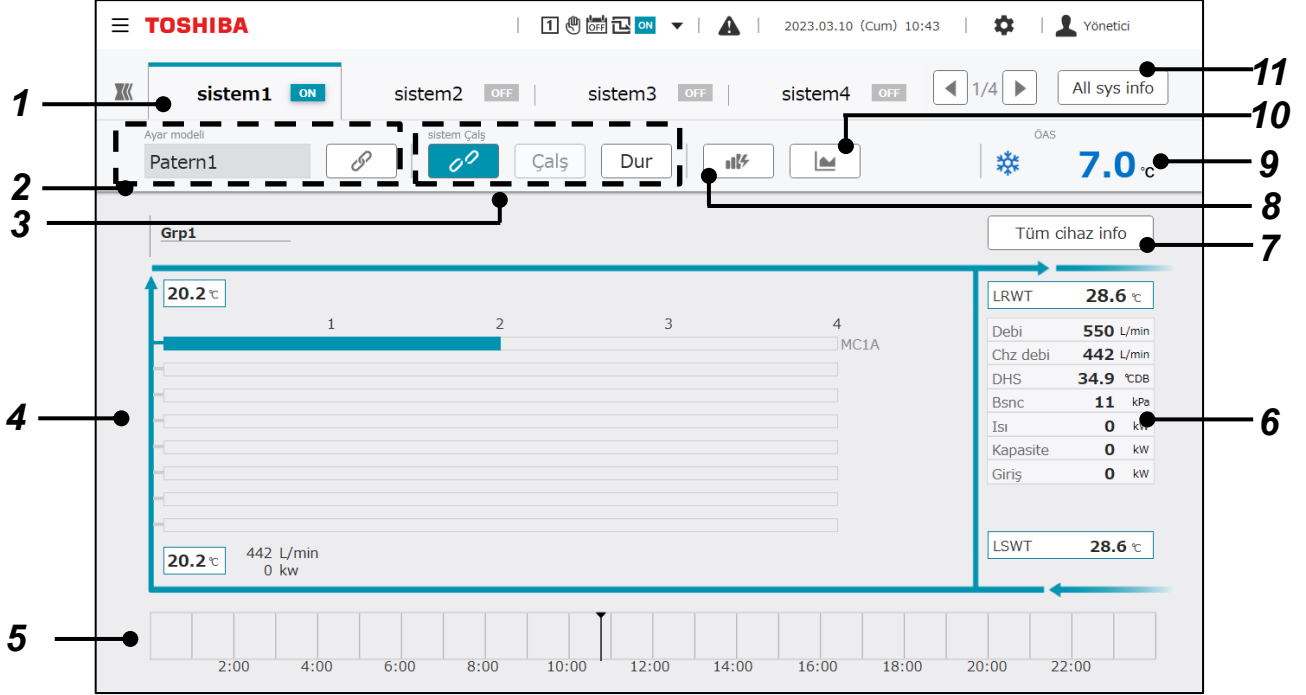 TOSHIBA 1 OFF ON 2023.03.10 (Cum) 10:43 Yönetici
sistem1 ON sistem2 OFF sistem3 OFF sistem4 OFF 1/4 All sys info
11
1
10
Ayar modeli sistem Çalş ÖAS
Patern1 Çalş Dur 7.0 °C
9
2
8
3
7
Grp1 Tüm cihaz info
20.2 ℃ LRWT 28.6 ℃
1 2 3 4
MC1A
Debi 550 L/min
Chz debi 442 L/min
DHS 34.9 ℃DB
Bsnc 11 kPa
4
6
Isı 0 kW
Kapasite 0 kW
Giriş 0 kW
20.2 ℃ 442 L/min
0 kw
LSWT 28.6 ℃
5
2:00 4:00 6:00 8:00 10:00 12:00 14:00 16:00 18:00 20:00 22:00